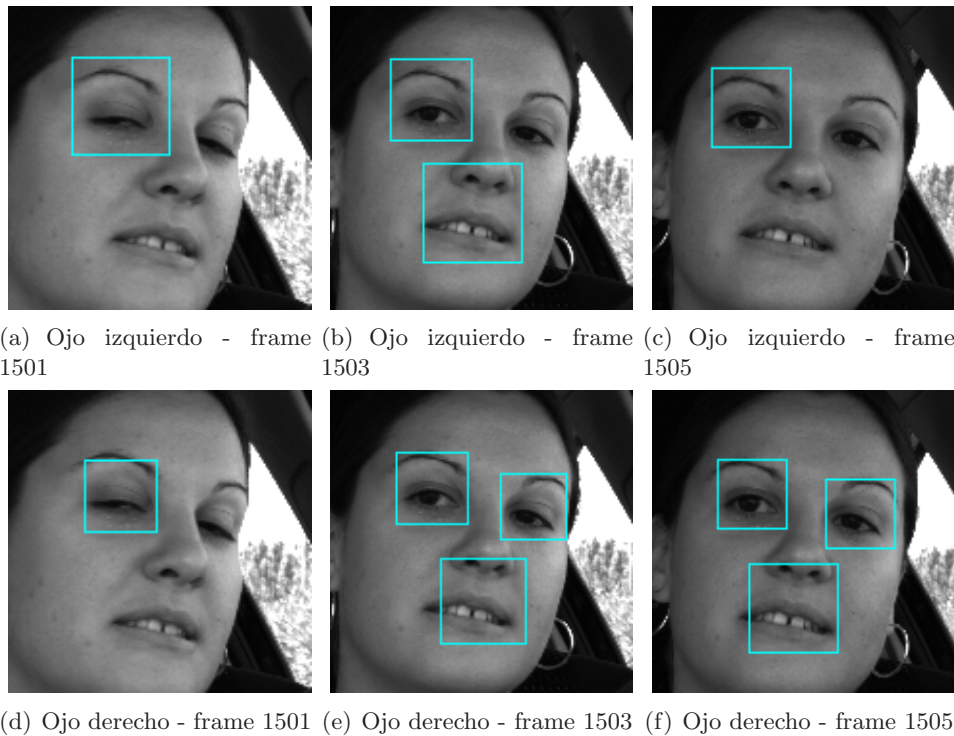 (a) Ojo izquierdo - frame
1501
(b) Ojo izquierdo - frame
1503
(c) Ojo izquierdo - frame
1505
(d) Ojo derecho - frame 1501
(e) Ojo derecho - frame 1503
(f) Ojo derecho - frame 1505